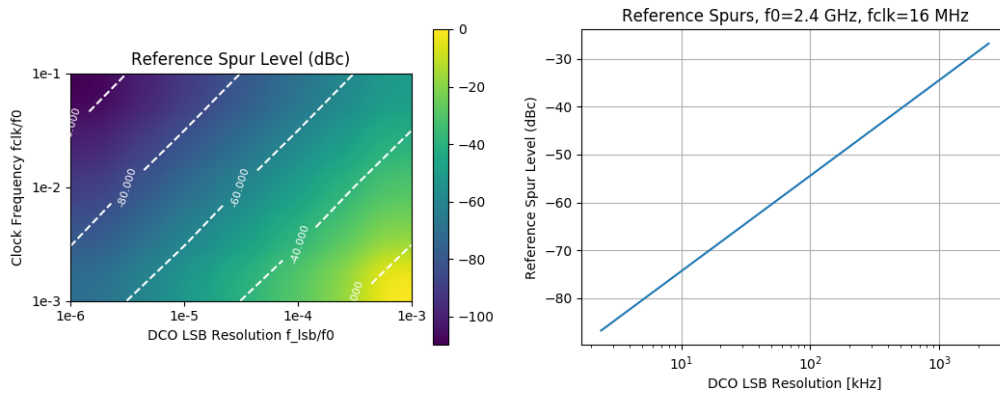 Reference Spur Level (dBc)
Clock Frequency fclk/f0
1e-1
1e-2
1e-3
-80.000
-60.000
-40.000
1e-6
1e-5
1e-4
1e-3
DCO LSB Resolution f_lsb/f0
0
−20
−40
−60
−80
−100
Reference Spurs, f0=2.4 GHz, fclk=16 MHz
Reference Spur Level (dBc)
−30
−40
−50
−60
−70
−80
10¹
10²
10³
DCO LSB Resolution [kHz]